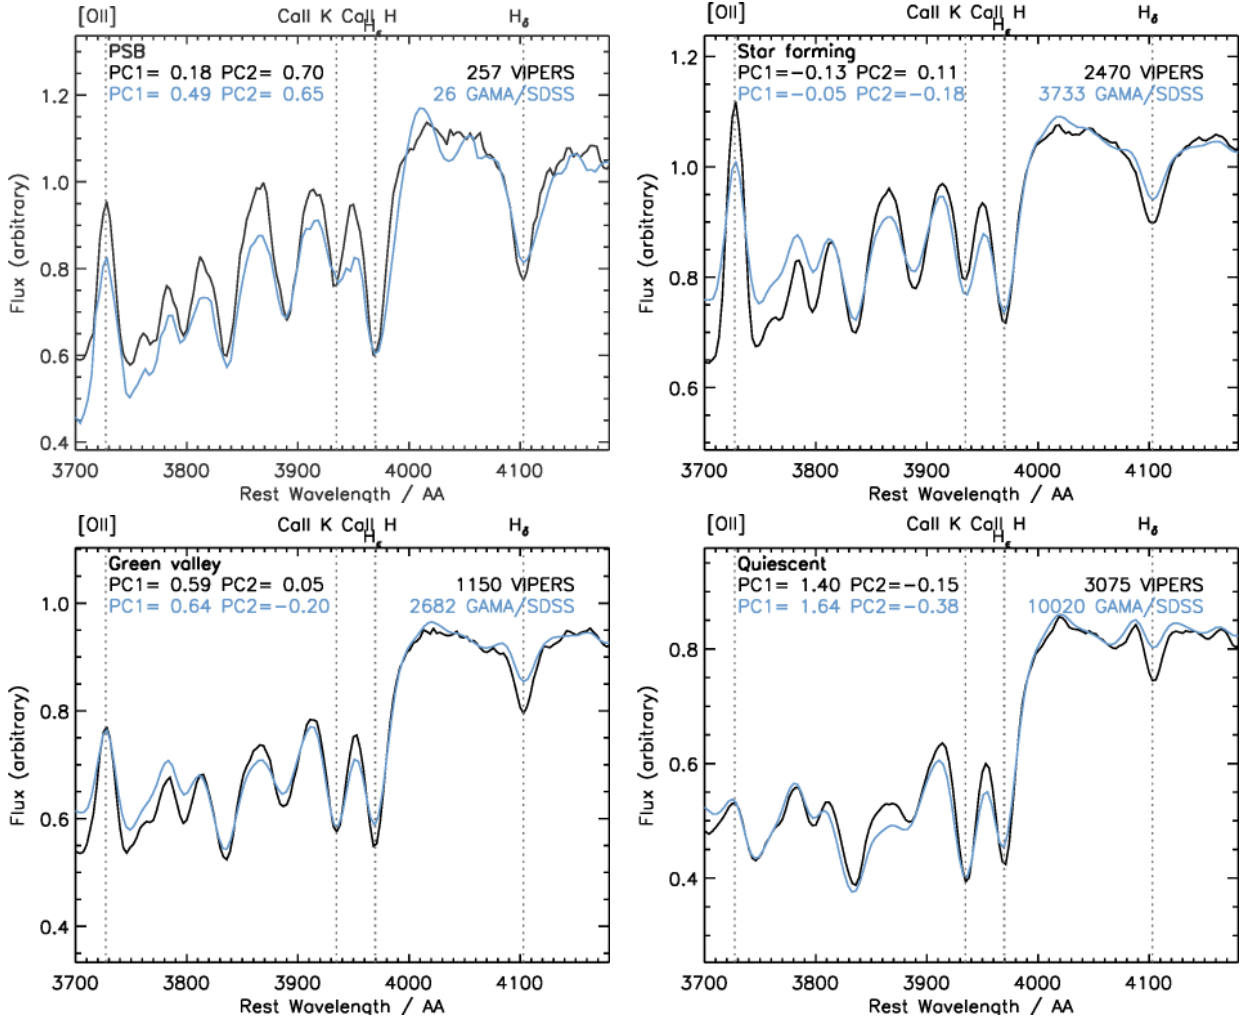 [OII] CaII K CaII H Hδ
Hε
PSB
PC1= 0.18 PC2= 0.70 257 VIPERS
PC1= 0.49 PC2= 0.65 26 GAMA/SDSS
1.2
1.0
0.8
0.6
0.4
Flux (arbitrary)
3700 3800 3900 4000 4100
Rest Wavelength / AA
[OII] CaII K CaII H Hδ
Hε
Star forming
PC1=−0.13 PC2= 0.11 2470 VIPERS
PC1=−0.05 PC2=−0.18 3733 GAMA/SDSS
1.2
1.0
0.8
0.6
Flux (arbitrary)
3700 3800 3900 4000 4100
Rest Wavelength / AA
[OII] CaII K CaII H Hδ
Hε
Green valley
PC1= 0.59 PC2= 0.05 1150 VIPERS
PC1= 0.64 PC2=−0.20 2682 GAMA/SDSS
1.0
0.8
0.6
0.4
Flux (arbitrary)
3700 3800 3900 4000 4100
Rest Wavelength / AA
[OII] CaII K CaII H Hδ
Hε
Quiescent
PC1= 1.40 PC2=−0.15 3075 VIPERS
PC1= 1.64 PC2=−0.38 10020 GAMA/SDSS
0.8
0.6
0.4
Flux (arbitrary)
3700 3800 3900 4000 4100
Rest Wavelength / AA